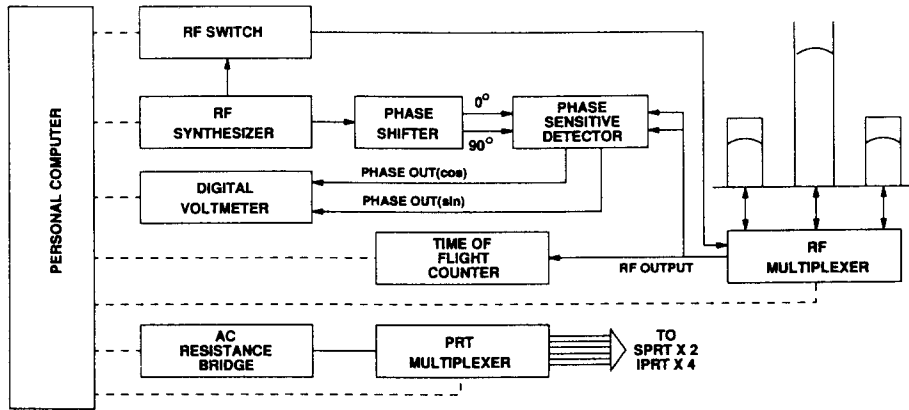 PERSONAL COMPUTER
RF SWITCH
RF
SYNTHESIZER
PHASE
SHIFTER
0°
90°
PHASE
SENSITIVE
DETECTOR
PHASE OUT(cos)
PHASE OUT(sin)
DIGITAL
VOLTMETER
TIME OF
FLIGHT
COUNTER
RF OUTPUT
RF
MULTIPLEXER
AC
RESISTANCE
BRIDGE
PRT
MULTIPLEXER
TO
SPRT X 2
IPRT X 4